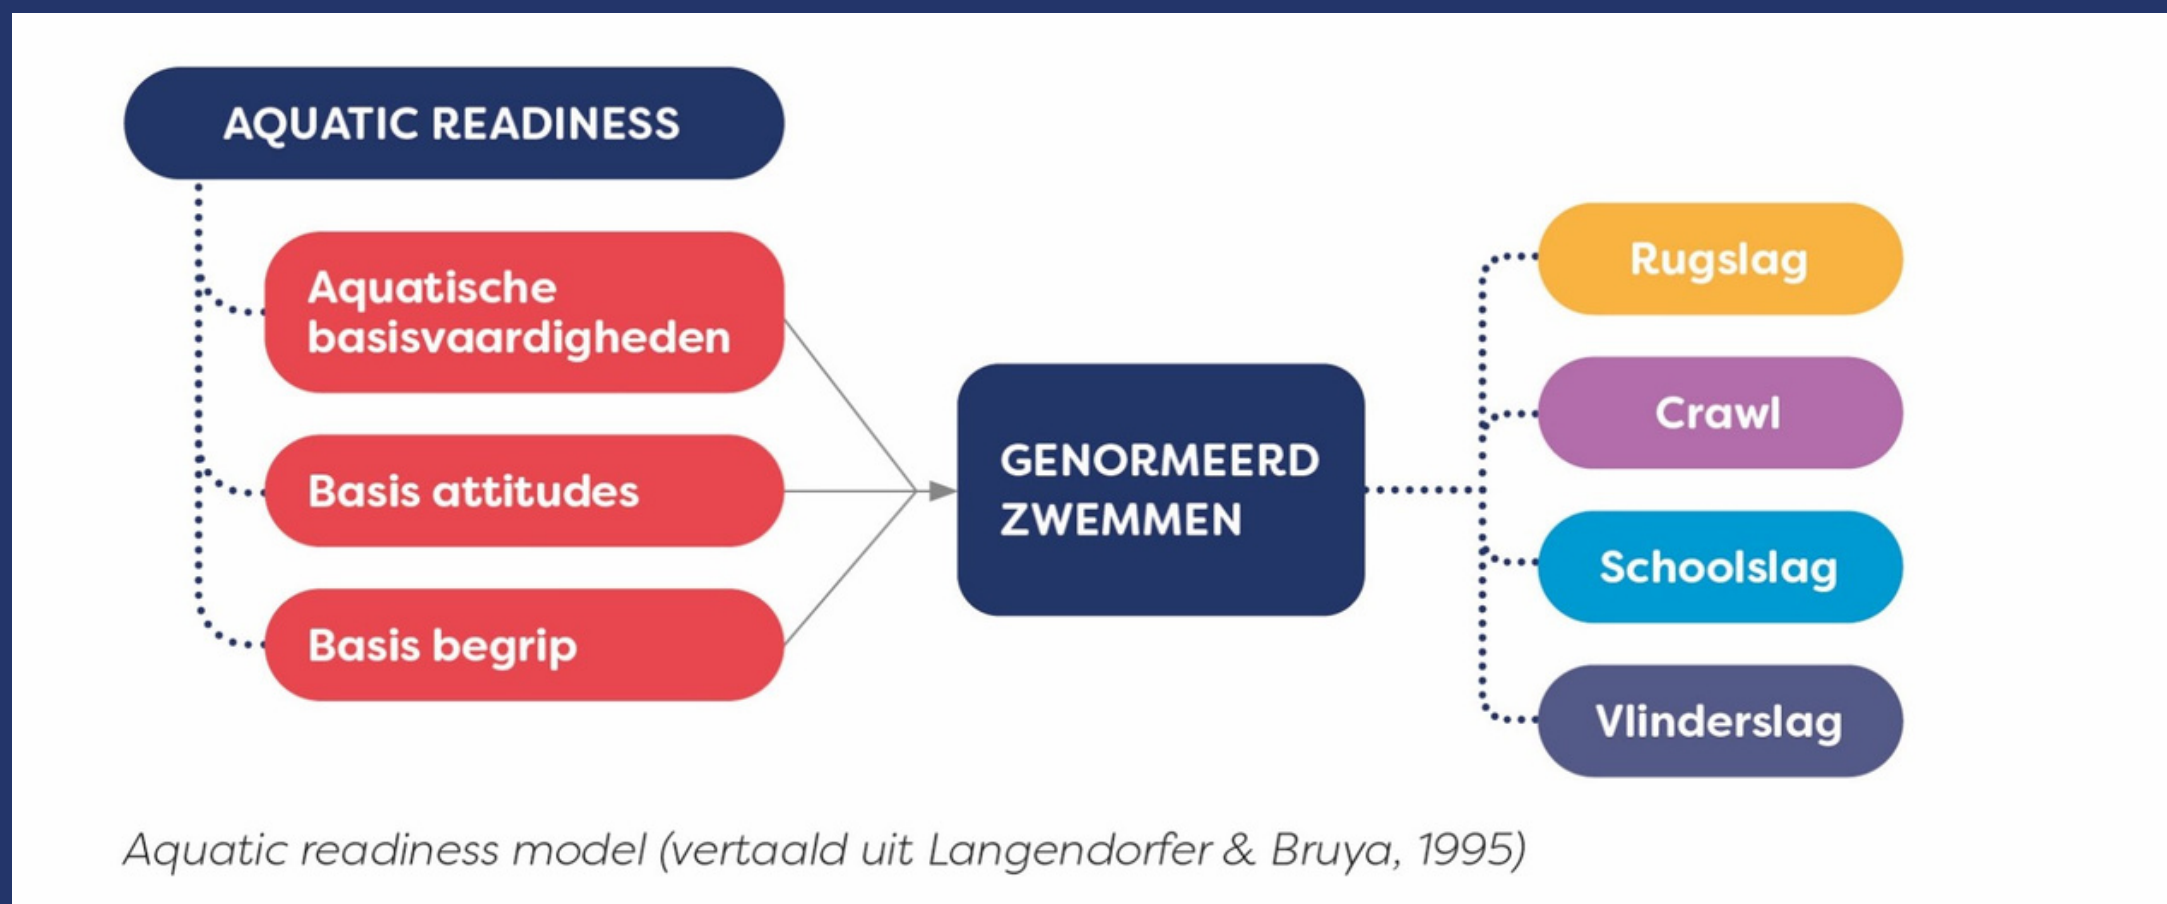 AQUATIC READINESS
Aquatische
basisvaardigheden
Basis attitudes
Basis begrip
GENORMEERD
ZWEMMEN
Rugslag
Crawl
Schoolslag
Vlinderslag
Aquatic readiness model (vertaald uit Langendorfer & Bruya, 1995)